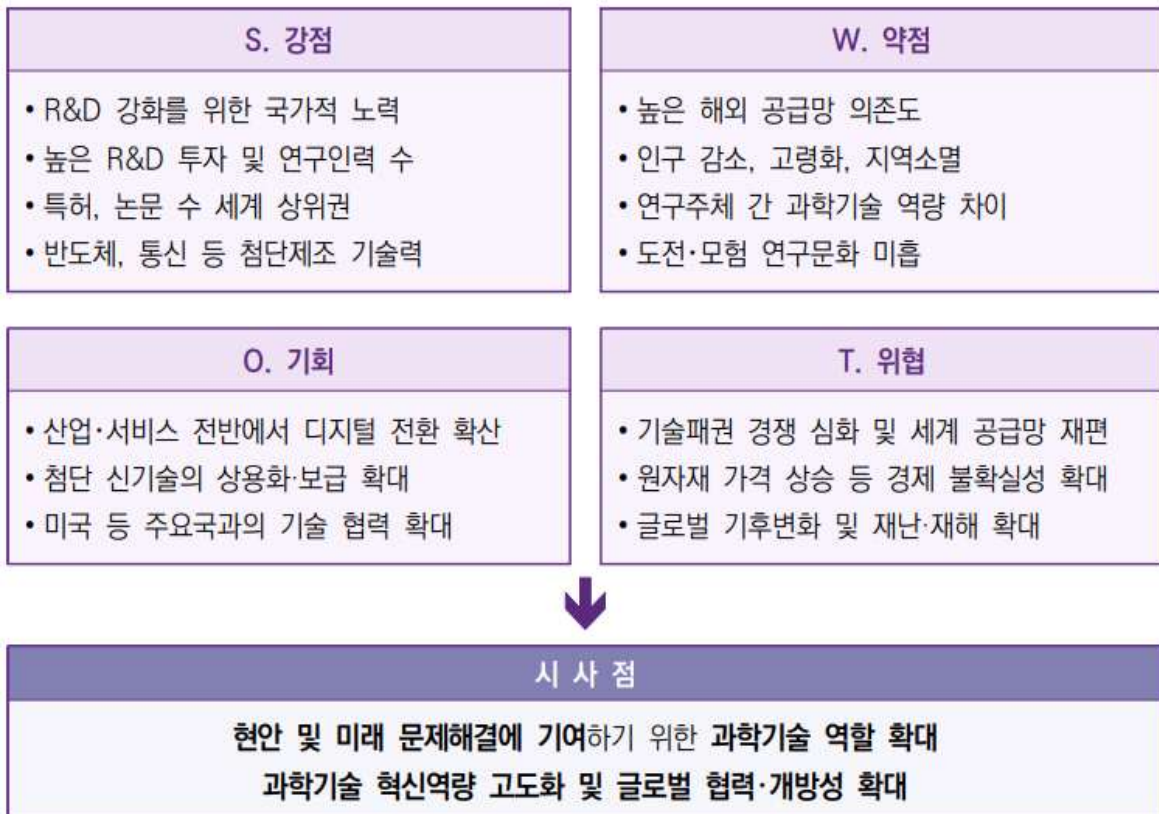 S. 강점
• R&D 강화를 위한 국가적 노력
• 높은 R&D 투자 및 연구인력 수
• 특허, 논문 수 세계 상위권
• 반도체, 통신 등 첨단제조 기술력
W. 약점
• 높은 해외 공급망 의존도
• 인구 감소, 고령화, 지역소멸
• 연구주체 간 과학기술 역량 차이
• 도전·모험 연구문화 미흡
O. 기회
• 산업·서비스 전반에서 디지털 전환 확산
• 첨단 신기술의 상용화·보급 확대
• 미국 등 주요국과의 기술 협력 확대
T. 위협
• 기술패권 경쟁 심화 및 세계 공급망 재편
• 원자재 가격 상승 등 경제 불확실성 확대
• 글로벌 기후변화 및 재난·재해 확대
시 사 점
현안 및 미래 문제해결에 기여하기 위한 과학기술 역할 확대
과학기술 혁신역량 고도화 및 글로벌 협력·개방성 확대